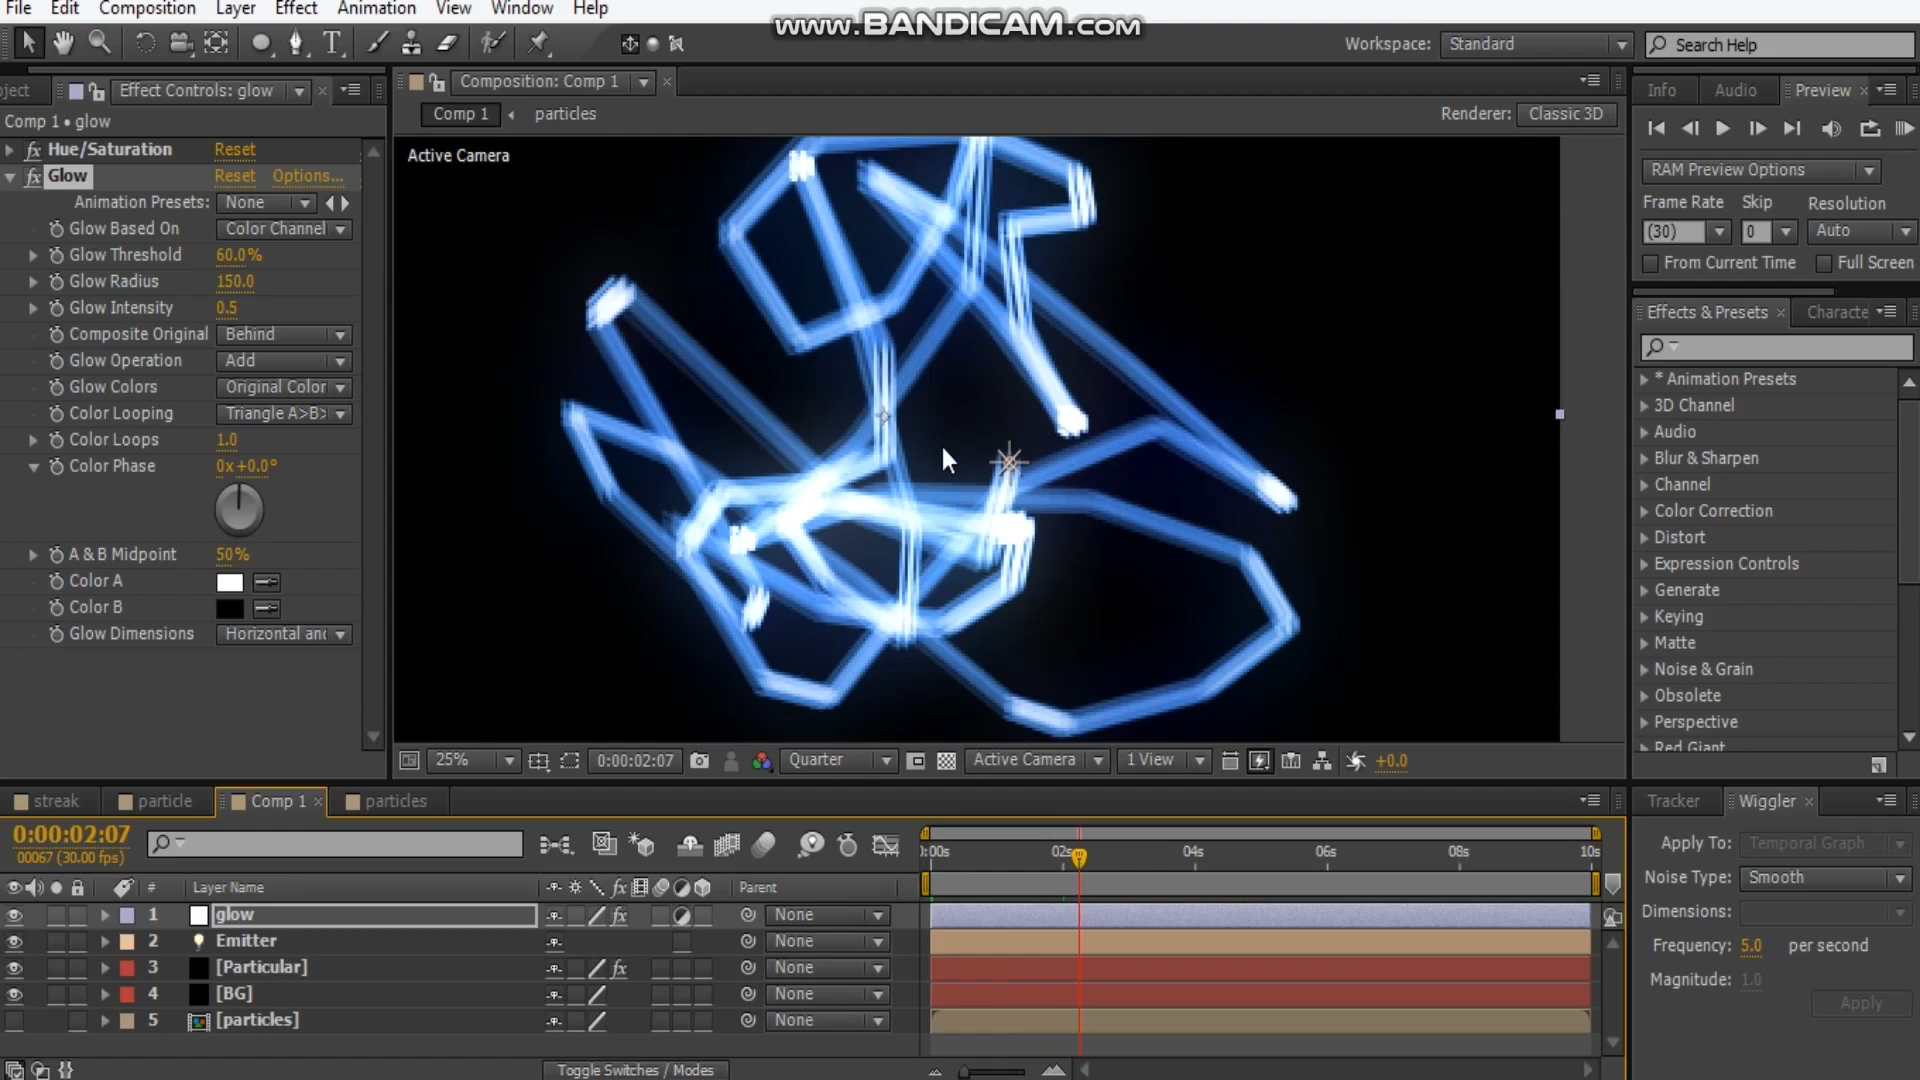 File Edit Composition Layer Effect Animation View Window Help
www.BANDICAM.com
Workspace: Standard
Search Help
oject
Effect Controls: glow
Composition: Comp 1
Info Audio Preview
Comp 1 • glow
Comp 1 particles
Renderer: Classic 3D
Active Camera
Hue/Saturation Reset
Glow Reset Options...
Animation Presets: None
Glow Based On Color Channel
Glow Threshold 60.0%
Glow Radius 150.0
Glow Intensity 0.5
Composite Original Behind
Glow Operation Add
Glow Colors Original Color
Color Looping Triangle A>B>
Color Loops 1.0
Color Phase 0x+0.0°
A & B Midpoint 50%
Color A
Color B
Glow Dimensions Horizontal and
RAM Preview Options
Frame Rate Skip Resolution
(30) 0 Auto
From Current Time Full Screen
Effects & Presets Characte
* Animation Presets
3D Channel
Audio
Blur & Sharpen
Channel
Color Correction
Distort
Expression Controls
Generate
Keying
Matte
Noise & Grain
Obsolete
Perspective
Red Giant
25% 0:00:02:07 Quarter Active Camera 1 View +0.0
streak particle Comp 1 particles
0:00:02:07
00067 (30.00 fps)
):00s 02s 04s 06s 08s 10s
# Layer Name fx Parent
1 glow fx None
2 Emitter None
3 [Particular] fx None
4 [BG] None
5 [particles] None
Toggle Switches / Modes
Tracker Wiggler
Apply To: Temporal Graph
Noise Type: Smooth
Dimensions:
Frequency: 5.0 per second
Magnitude: 1.0
Apply